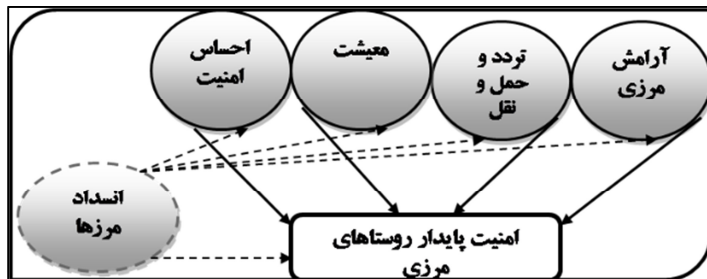 آرامش
مرزی
تردد و
حمل و
نقل
معیشت
احساس
امنیت
انسداد
مرزها
امنیت پایدار روستاهای
مرزی